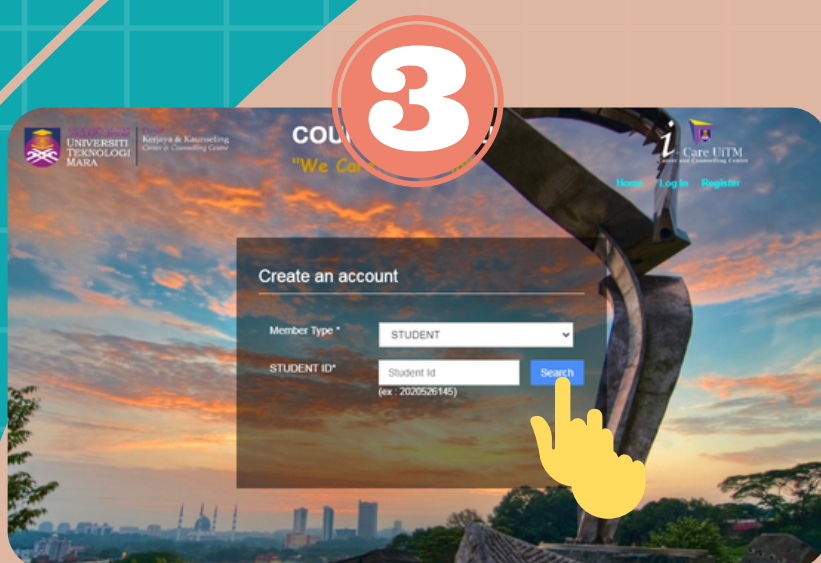 3
UNIVERSITI
TEKNOLOGI
MARA
Kerjaya & Kaunseling
Career & Counselling Centre
COU
"We Car
i - Care UiTM
Career and Counselling Centre
Home Log In Register
Create an account
Member Type * STUDENT
STUDENT ID* Student Id Search
(ex : 2020526145)